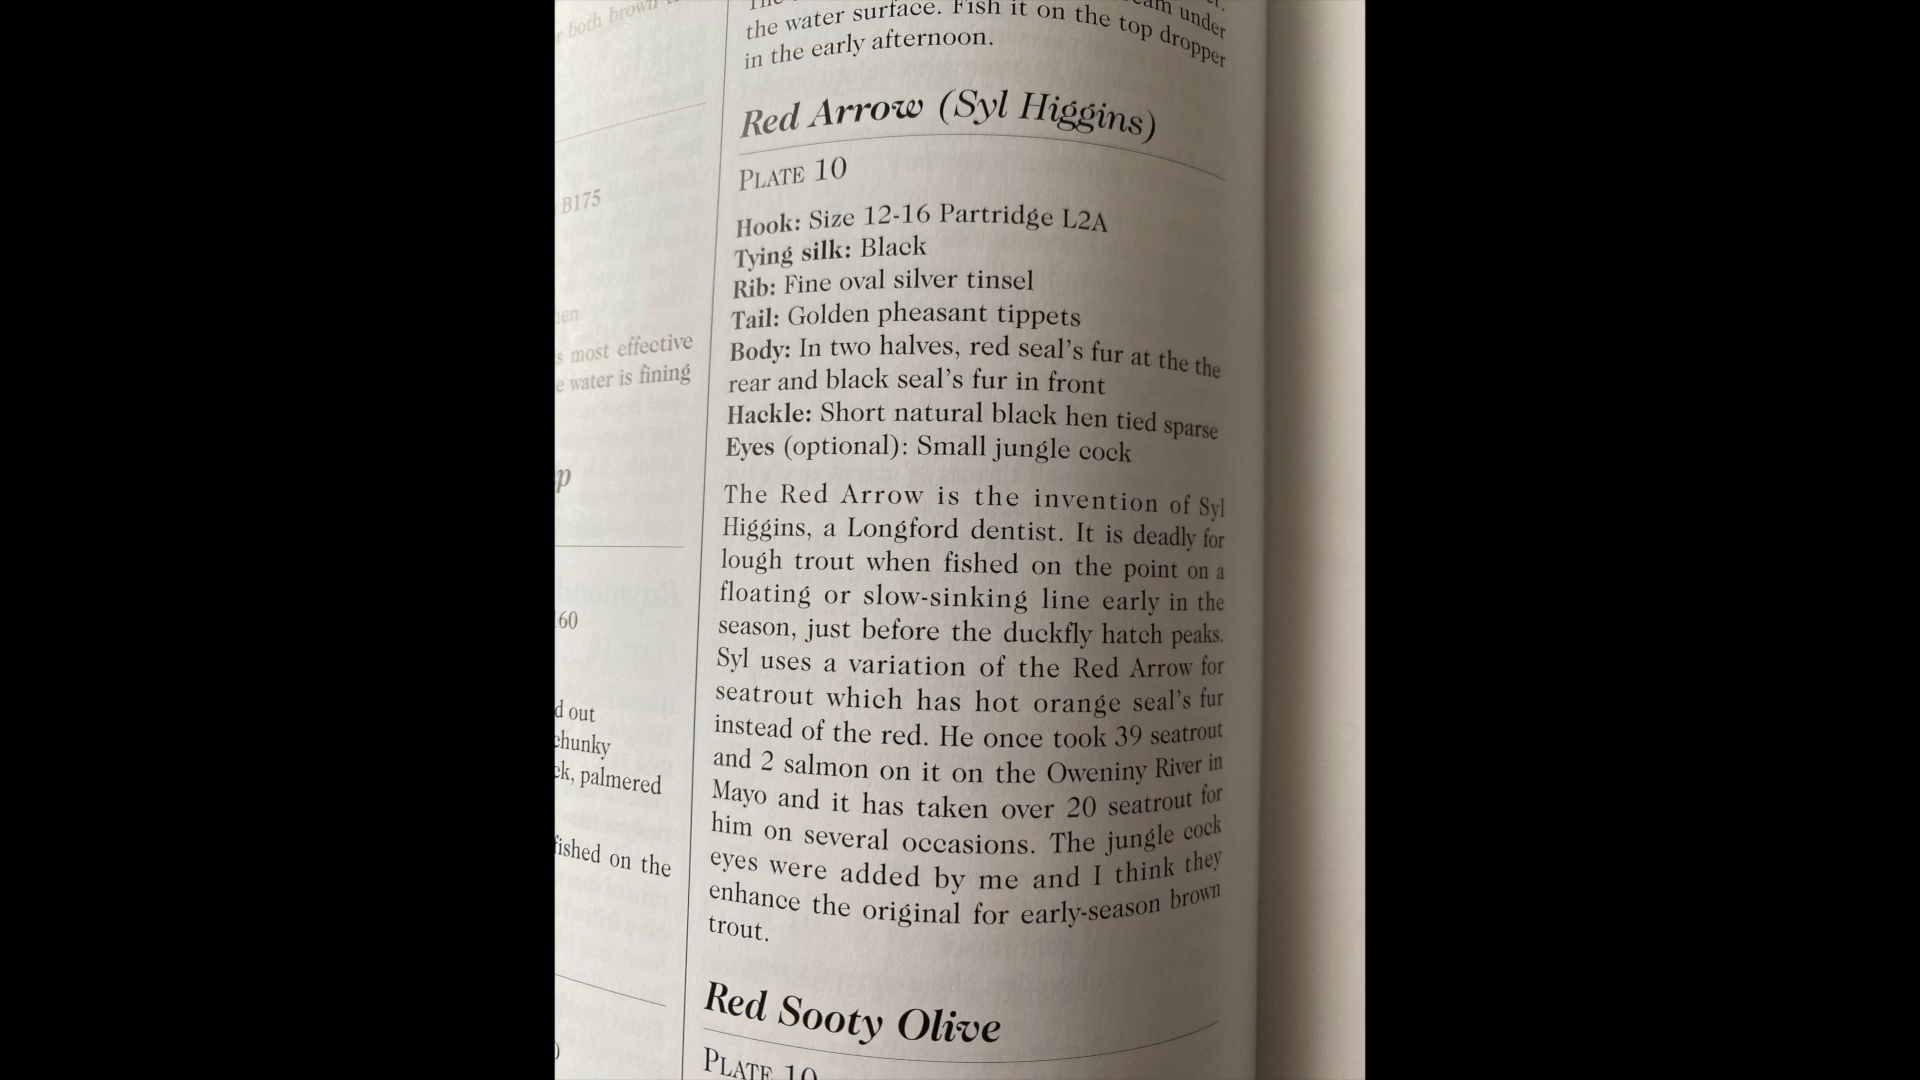 r both brown
B175
en
s most effective
e water is fining
p
60
d out
chunky
ck, palmered
fished on the
under
the water surface. Fish it on the top dropper
in the early afternoon.
Red Arrow (Syl Higgins)
PLATE 10
Hook: Size 12-16 Partridge L2A
Tying silk: Black
Rib: Fine oval silver tinsel
Tail: Golden pheasant tippets
Body: In two halves, red seal's fur at the the
rear and black seal's fur in front
Hackle: Short natural black hen tied sparse
Eyes (optional): Small jungle cock
The Red Arrow is the invention of Syl
Higgins, a Longford dentist. It is deadly for
lough trout when fished on the point on a
floating or slow-sinking line early in the
season, just before the duckfly hatch peaks.
Syl uses a variation of the Red Arrow for
seatrout which has hot orange seal's fur
instead of the red. He once took 39 seatrout
and 2 salmon on it on the Oweniny River in
Mayo and it has taken over 20 seatrout for
him on several occasions. The jungle cock
eyes were added by me and I think they
enhance the original for early-season brown
trout.
Red Sooty Olive
PLATE 10